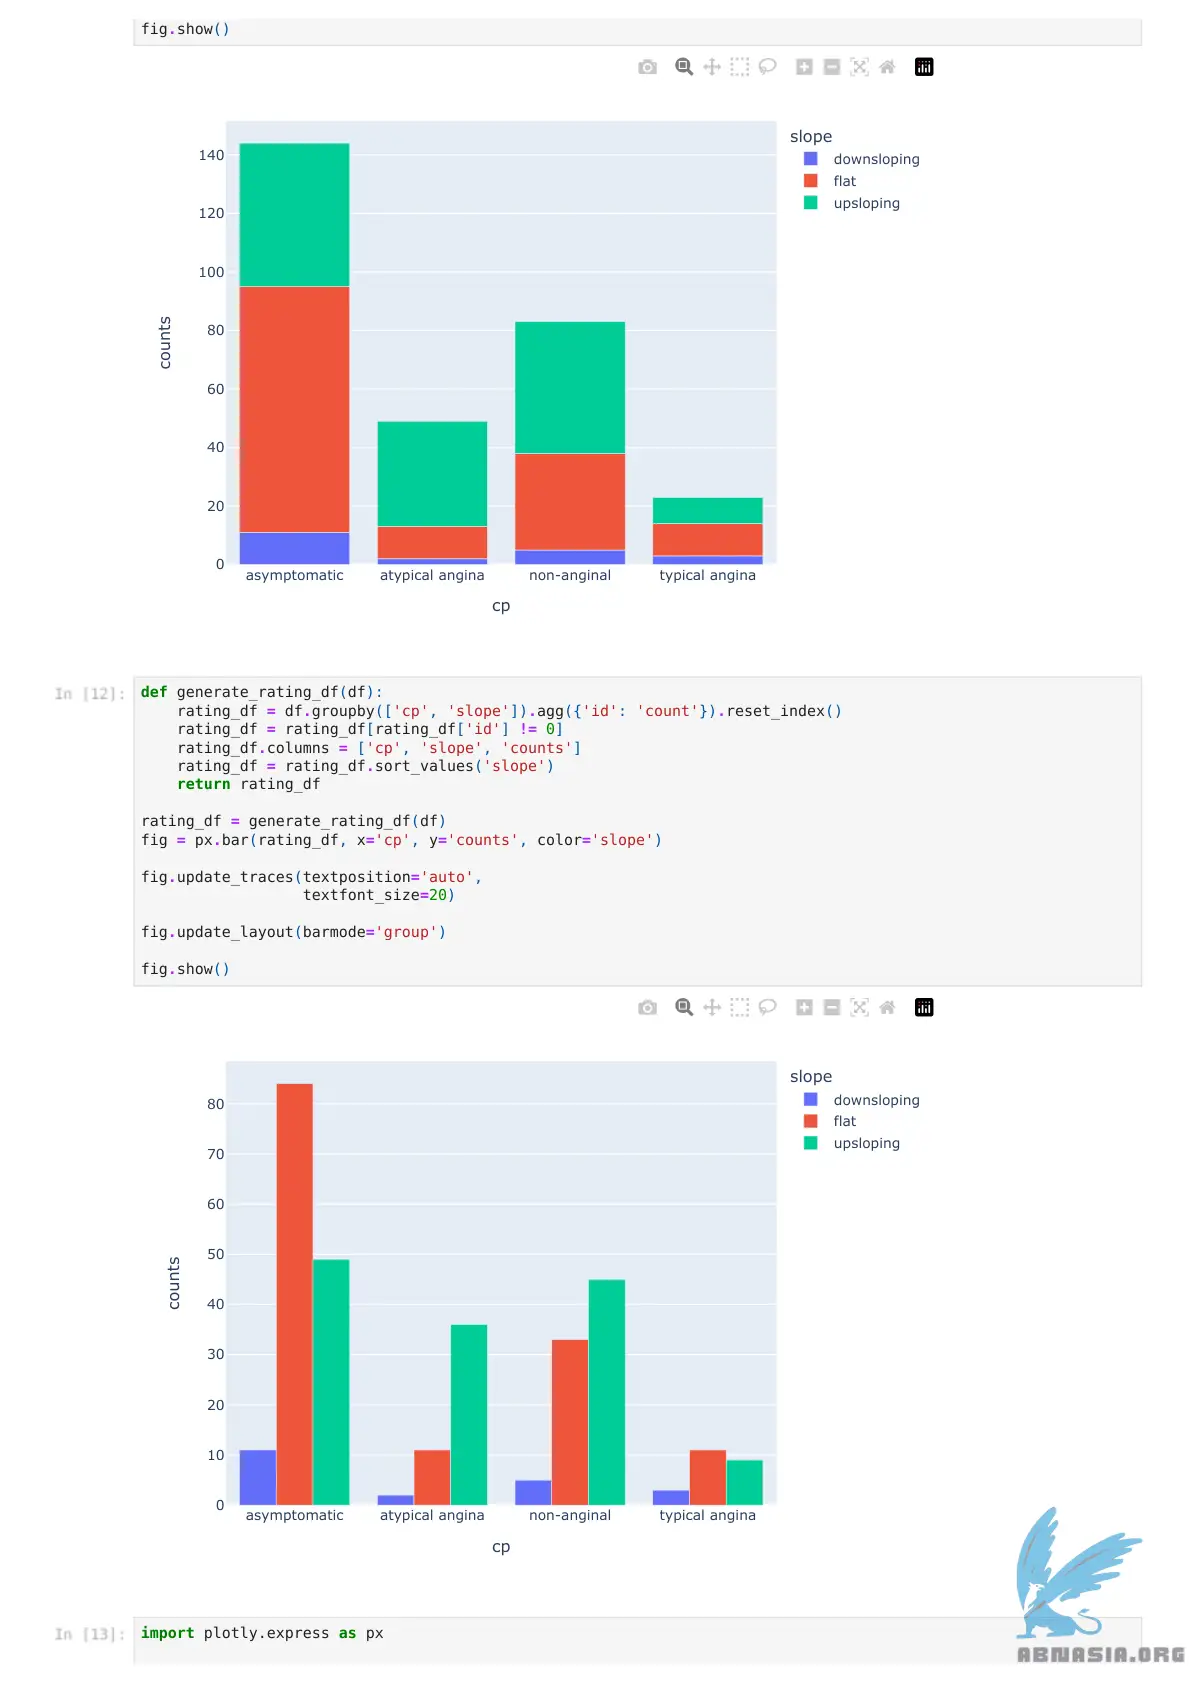 fig.show()
slope
downsloping
flat
upsloping
140
120
100
80
60
40
20
0
counts
asymptomatic atypical angina non-anginal typical angina
cp
In [12]:
def generate_rating_df(df):
    rating_df = df.groupby(['cp', 'slope']).agg({'id': 'count'}).reset_index()
    rating_df = rating_df[rating_df['id'] != 0]
    rating_df.columns = ['cp', 'slope', 'counts']
    rating_df = rating_df.sort_values('slope')
    return rating_df
rating_df = generate_rating_df(df)
fig = px.bar(rating_df, x='cp', y='counts', color='slope')
fig.update_traces(textposition='auto',
                  textfont_size=20)
fig.update_layout(barmode='group')
fig.show()
slope
downsloping
flat
upsloping
80
70
60
50
40
30
20
10
0
counts
asymptomatic atypical angina non-anginal typical angina
cp
In [13]:
import plotly.express as px
ABNASIA.ORG